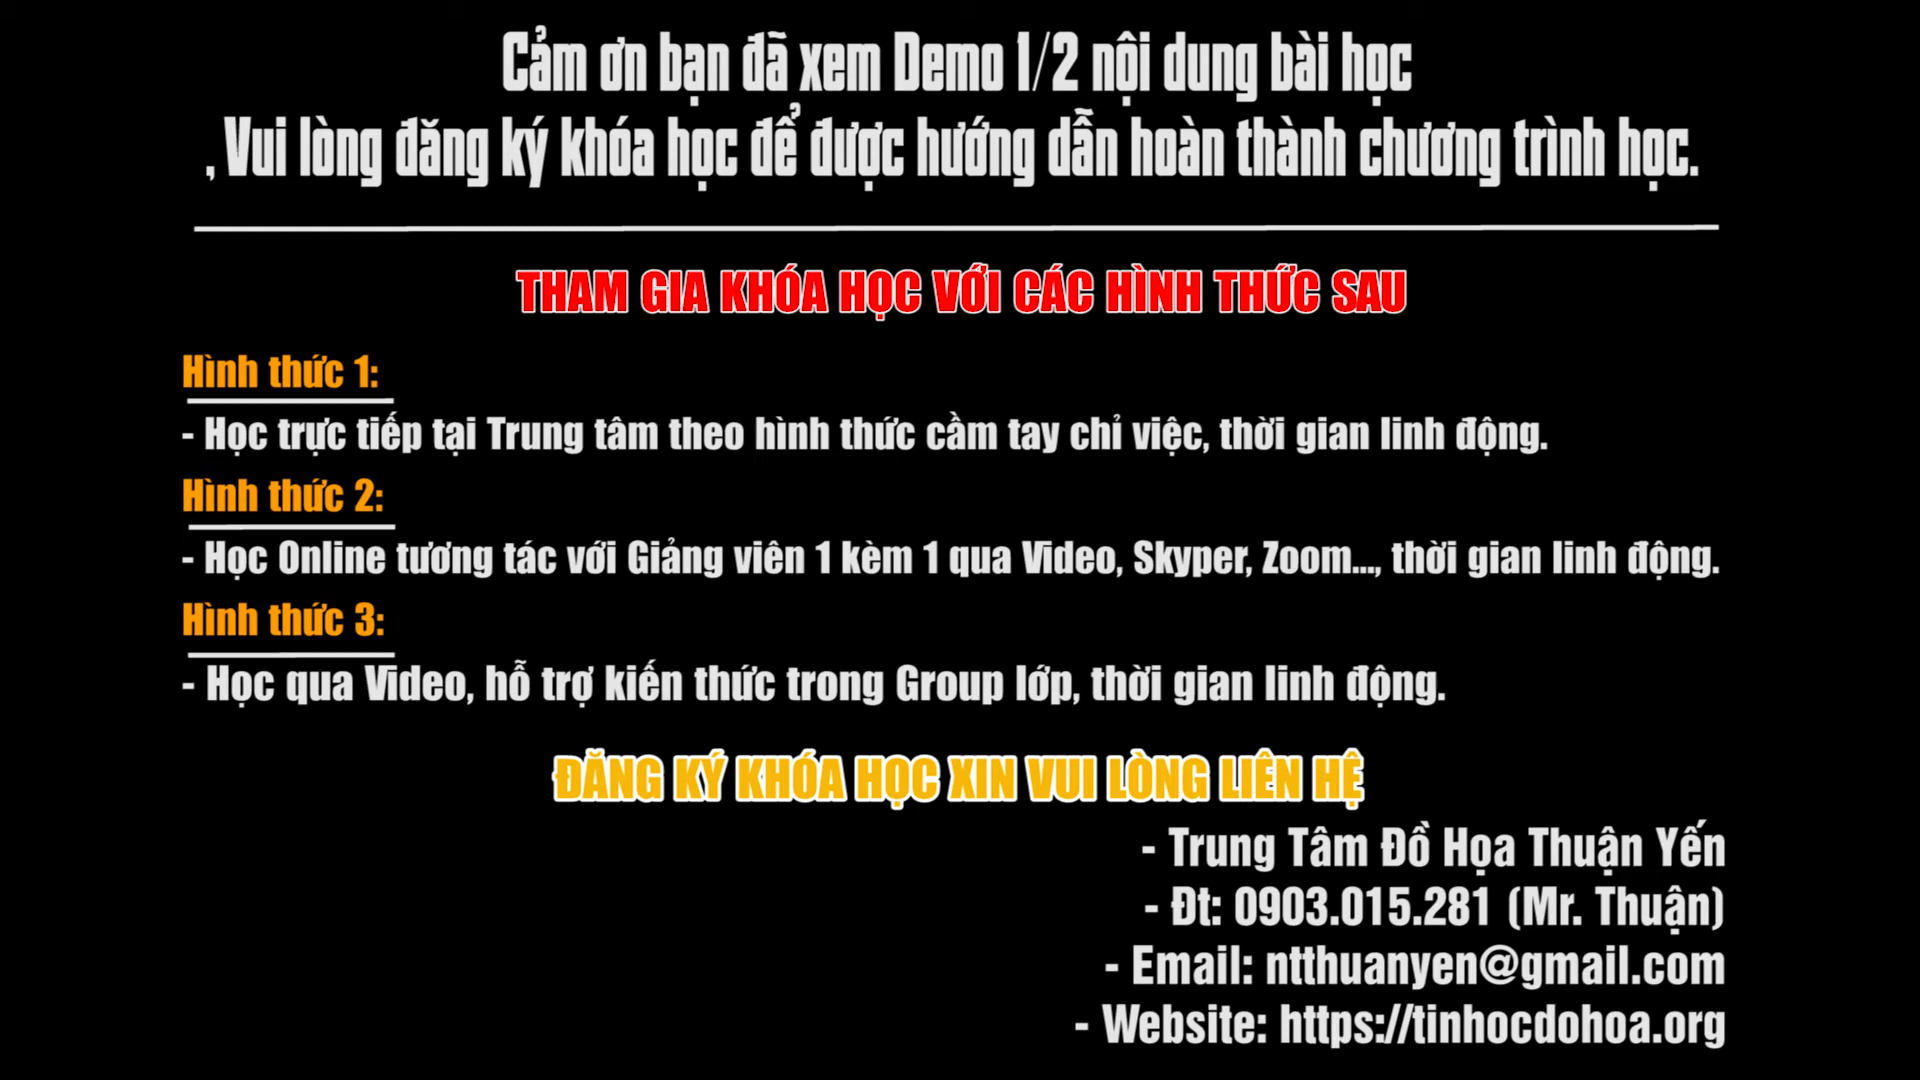 Cảm ơn bạn đã xem Demo 1/2 nội dung bài học
, Vui lòng đăng ký khóa học để được hướng dẫn hoàn thành chương trình học.
THAM GIA KHÓA HỌC VỚI CÁC HÌNH THỨC SAU
Hình thức 1:
- Học trực tiếp tại Trung tâm theo hình thức cầm tay chỉ việc, thời gian linh động.
Hình thức 2:
- Học Online tương tác với Giảng viên 1 kèm 1 qua Video, Skyper, Zoom..., thời gian linh động.
Hình thức 3:
- Học qua Video, hỗ trợ kiến thức trong Group lớp, thời gian linh động.
ĐĂNG KÝ KHÓA HỌC XIN VUI LÒNG LIÊN HỆ
- Trung Tâm Đồ Họa Thuận Yến
- Đt: 0903.015.281 (Mr. Thuận)
- Email: ntthuanyen@gmail.com
- Website: https://tinhocdohoa.org